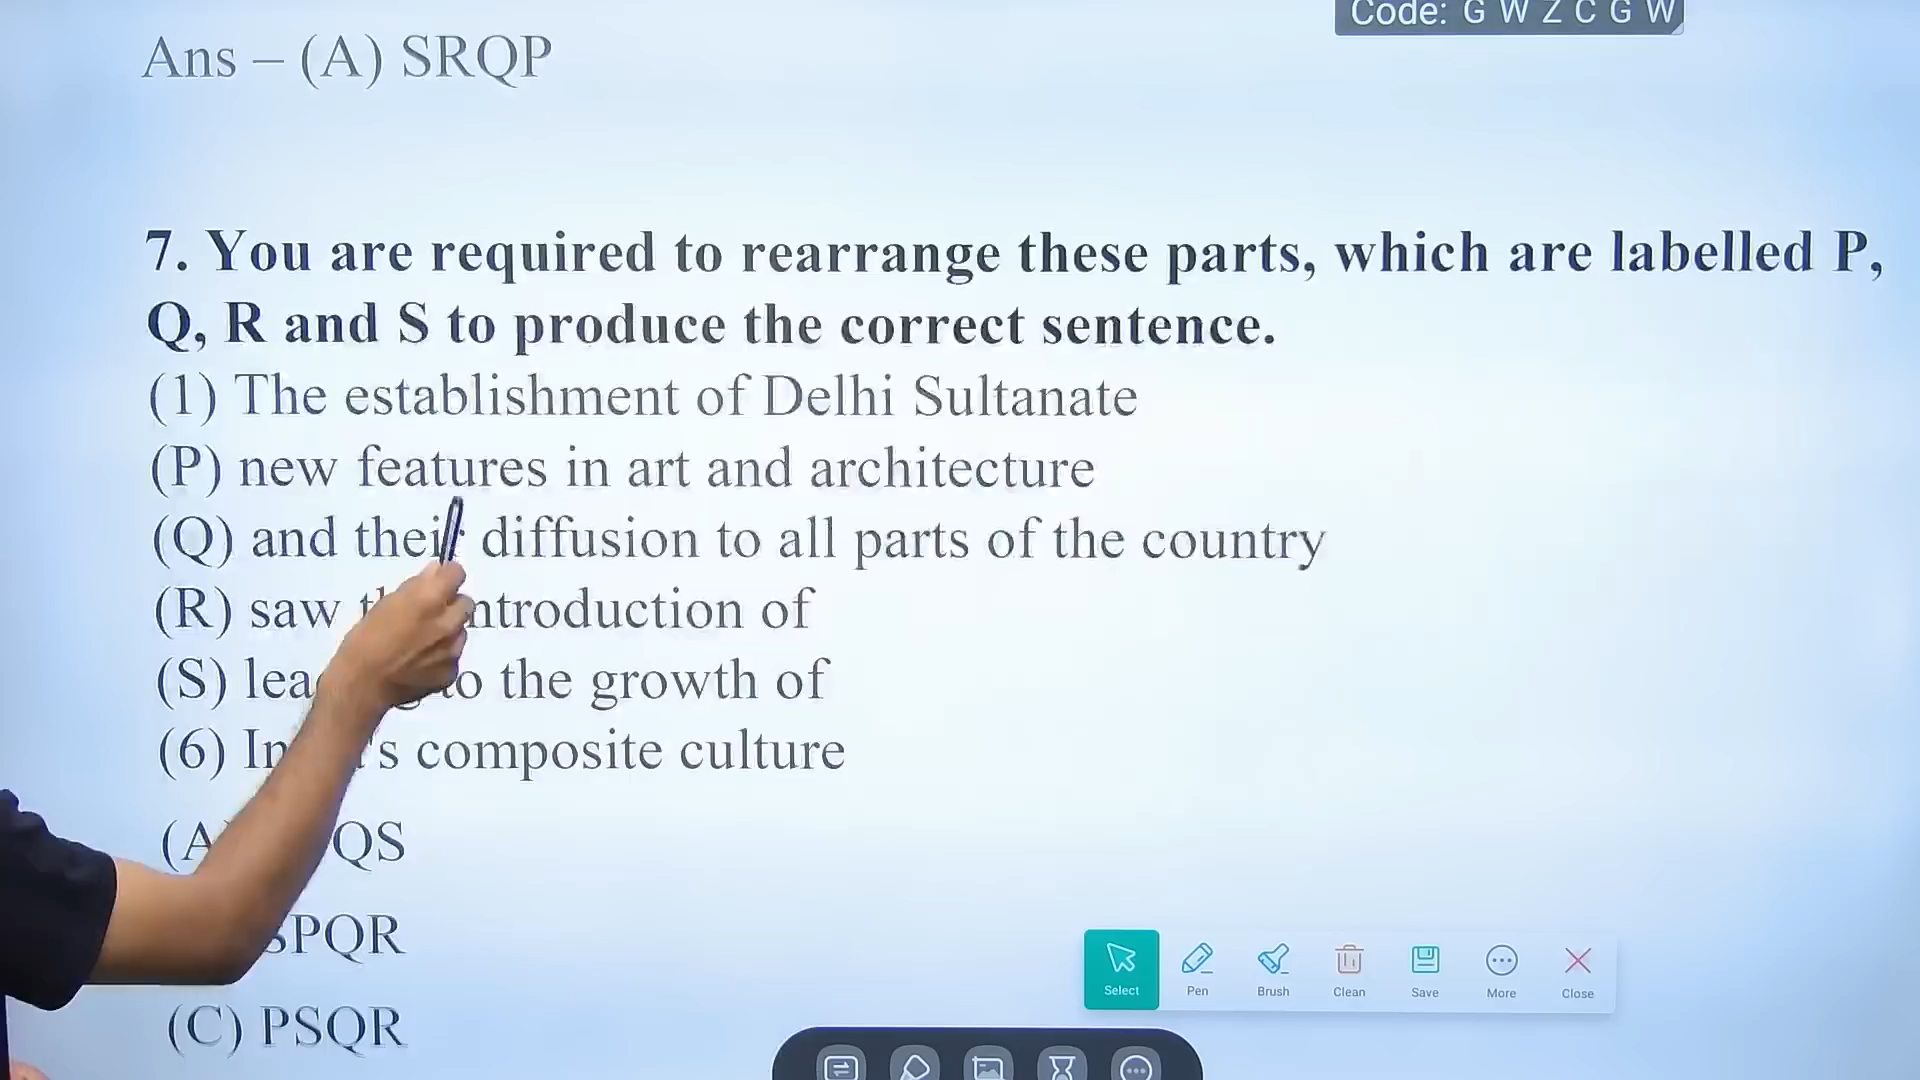 Code: G W Z C G W
Ans – (A) SRQP
7. You are required to rearrange these parts, which are labelled P,
Q, R and S to produce the correct sentence.
(1) The establishment of Delhi Sultanate
(P) new features in art and architecture
(Q) and their diffusion to all parts of the country
(R) saw introduction of
(S) to the growth of
(6) composite culture
QS
SPQR
(C) PSQR
Select Pen Brush Clean Save More Close